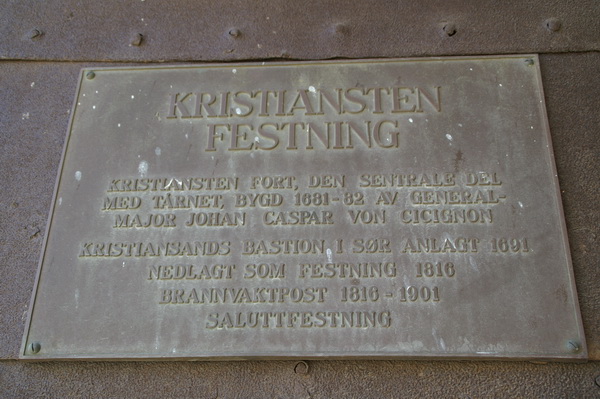 KRISTIANSTEN
FESTNING
KRISTIANSTEN FORT, DEN SENTRALE DEL
MED TÅRNET, BYGD 1681-82 AV GENERAL-
MAJOR JOHAN CASPAR VON CICIGNON
KRISTIANSANDS BASTION I SØR ANLAGT 1691
NEDLAGT SOM FESTNING 1816
BRANNVAKTPOST 1816-1901
SALUTTFESTNING